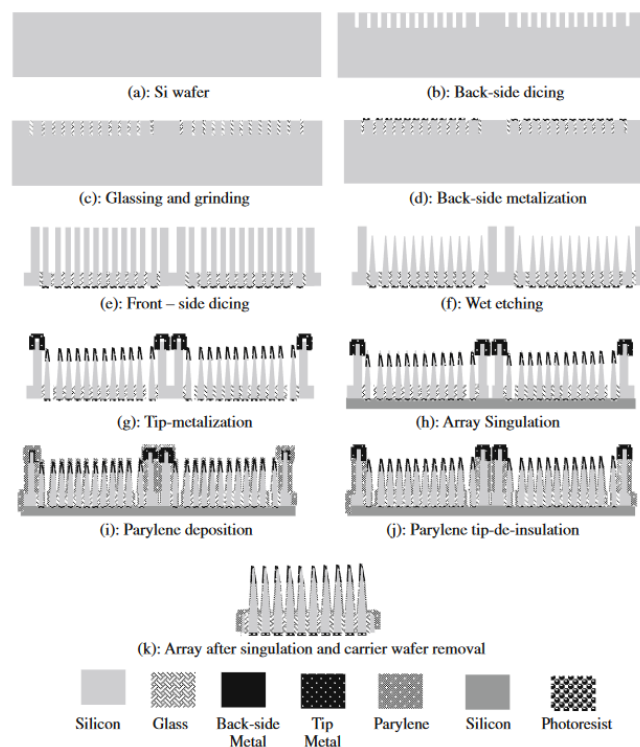 (a): Si wafer
(b): Back-side dicing
(c): Glassing and grinding
(d): Back-side metalization
(e): Front – side dicing
(f): Wet etching
(g): Tip-metalization
(h): Array Singulation
(i): Parylene deposition
(j): Parylene tip-de-insulation
(k): Array after singulation and carrier wafer removal
Silicon
Glass
Back-side
Metal
Tip
Metal
Parylene
Silicon
Photoresist